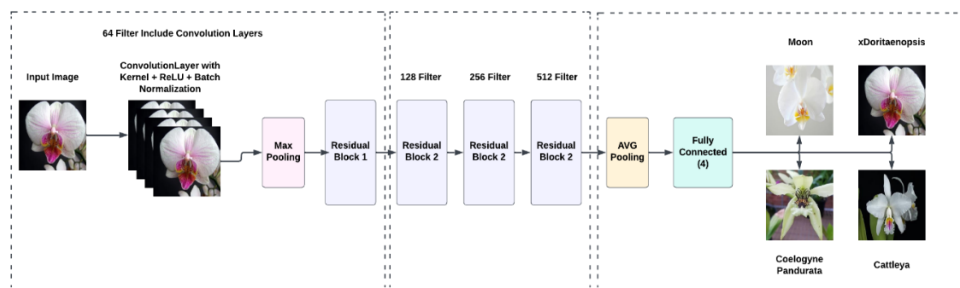 64 Filter Include Convolution Layers
Input Image
ConvolutionLayer with
Kernel + ReLU + Batch
Normalization
Max
Pooling
Residual
Block 1
128 Filter
256 Filter
512 Filter
Residual
Block 2
Residual
Block 2
Residual
Block 2
AVG
Pooling
Fully
Connected
(4)
Moon
xDoritaenopsis
Coelogyne
Pandurata
Cattleya